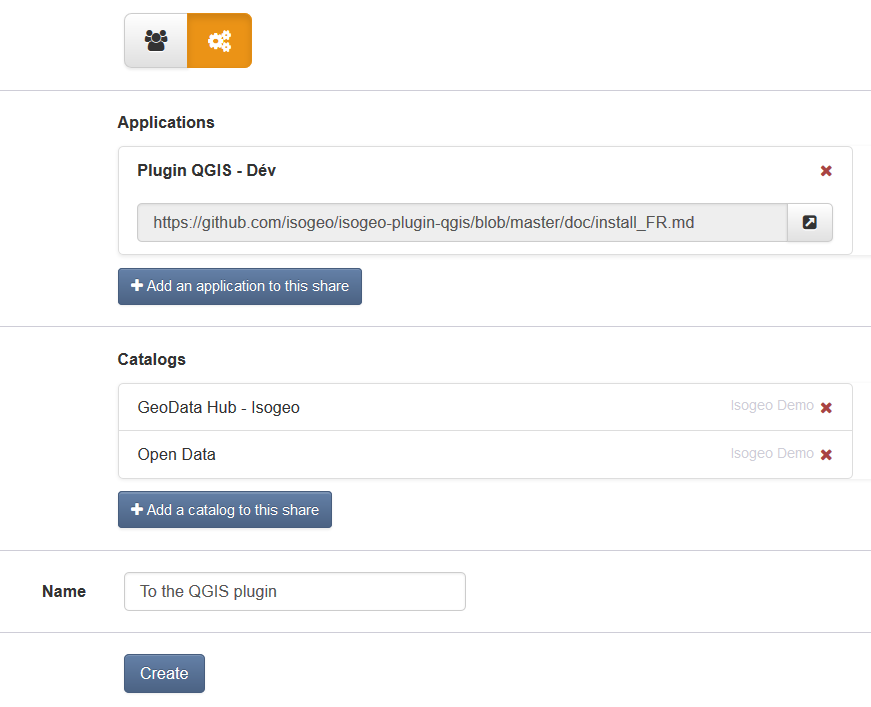 Applications
Plugin QGIS - Dév
https://github.com/isogeo/isogeo-plugin-qgis/blob/master/doc/install_FR.md
Add an application to this share
Catalogs
GeoData Hub - Isogeo Isogeo Demo
Open Data Isogeo Demo
Add a catalog to this share
Name To the QGIS plugin
Create